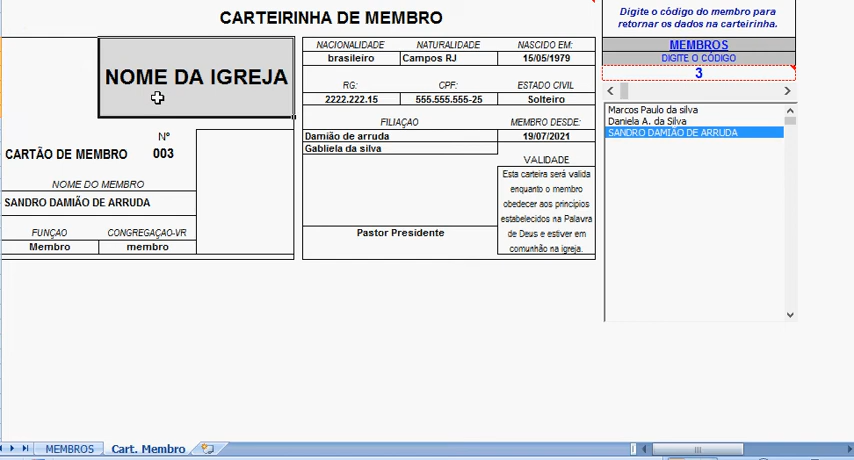 CARTEIRINHA DE MEMBRO
NOME DA IGREJA
Nº
CARTÃO DE MEMBRO 003
NOME DO MEMBRO
SANDRO DAMIÃO DE ARRUDA
FUNÇAO CONGREGAÇAO-VR
Membro membro
NACIONALIDADE NATURALIDADE NASCIDO EM:
brasileiro Campos RJ 15/05/1979
RG: CPF: ESTADO CIVIL
2222.222.15 555.555.555-25 Solteiro
FILIAÇAO MEMBRO DESDE:
Damião de arruda 19/07/2021
Gabliela da silva
VALIDADE
Esta carteira será valida
enquanto o membro
obedecer aos principios
estabelecidos na Palavra
de Deus e estiver em
comunhão na igreja.
Pastor Presidente
Digite o código do membro para
retornar os dados na carteirinha.
MEMBROS
DIGITE O CÓDIGO
3
Marcos Paulo da silva
Daniela A. da Silva
SANDRO DAMIÃO DE ARRUDA
MEMBROS Cart. Membro